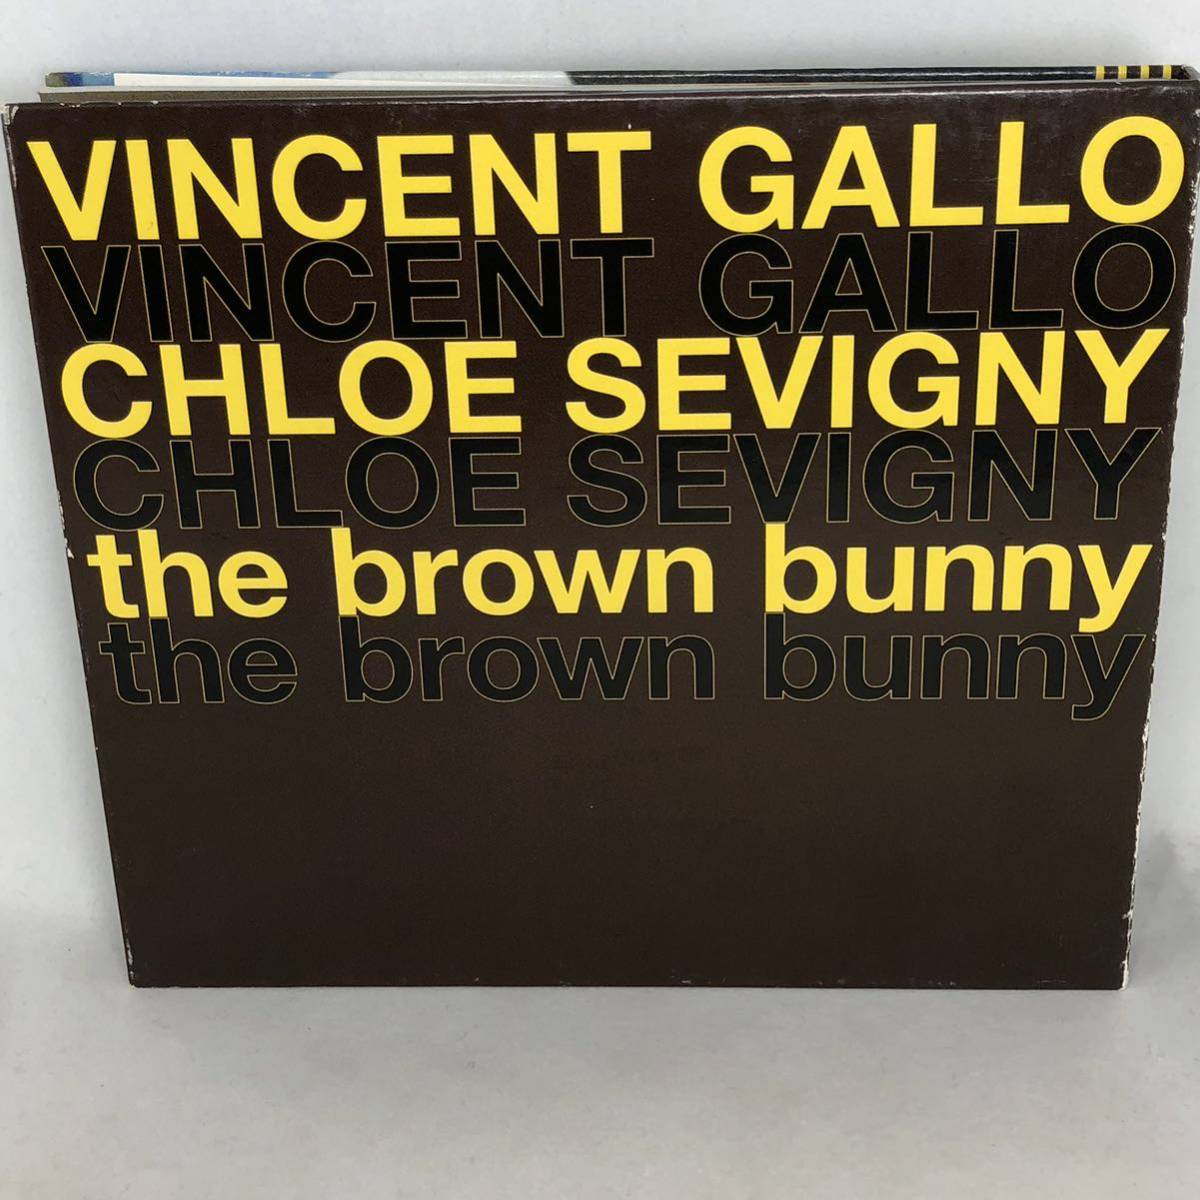 VINCENT GALLO
VINCENT GALLO
CHLOE SEVIGNY
CHLOE SEVIGNY
the brown bunny
the brown bunny